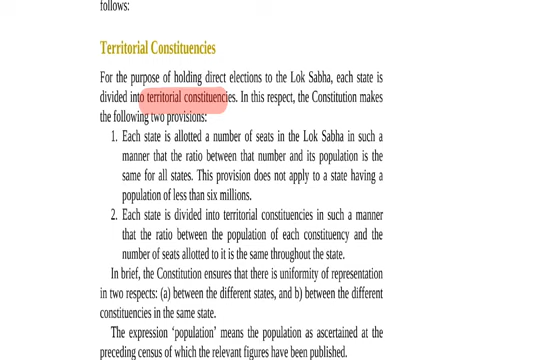 follows:
Territorial Constituencies
For the purpose of holding direct elections to the Lok Sabha, each state is
divided into territorial constituencies. In this respect, the Constitution makes
the following two provisions:
1. Each state is allotted a number of seats in the Lok Sabha in such a
manner that the ratio between that number and its population is the
same for all states. This provision does not apply to a state having a
population of less than six millions.
2. Each state is divided into territorial constituencies in such a manner
that the ratio between the population of each constituency and the
number of seats allotted to it is the same throughout the state.
In brief, the Constitution ensures that there is uniformity of representation
in two respects: (a) between the different states, and b) between the different
constituencies in the same state.
The expression ‘population’ means the population as ascertained at the
preceding census of which the relevant figures have been published.